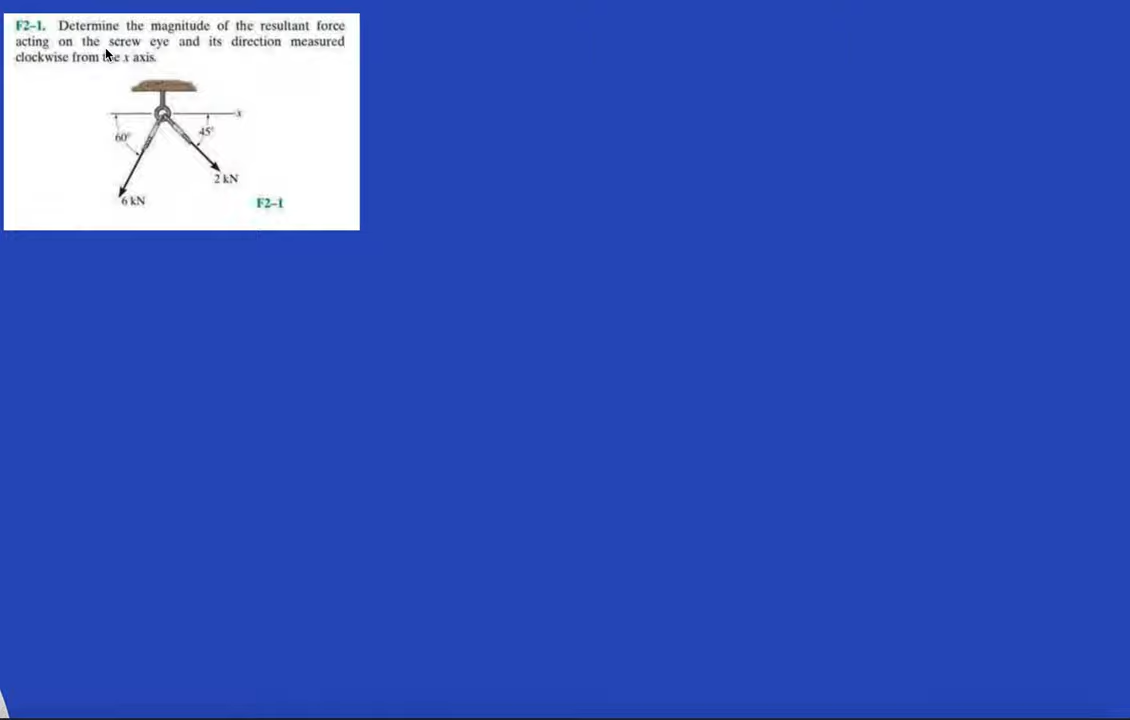 F2–1. Determine the magnitude of the resultant force
acting on the screw eye and its direction measured
clockwise from the x axis.
x
60°
45°
2 kN
6 kN
F2–1